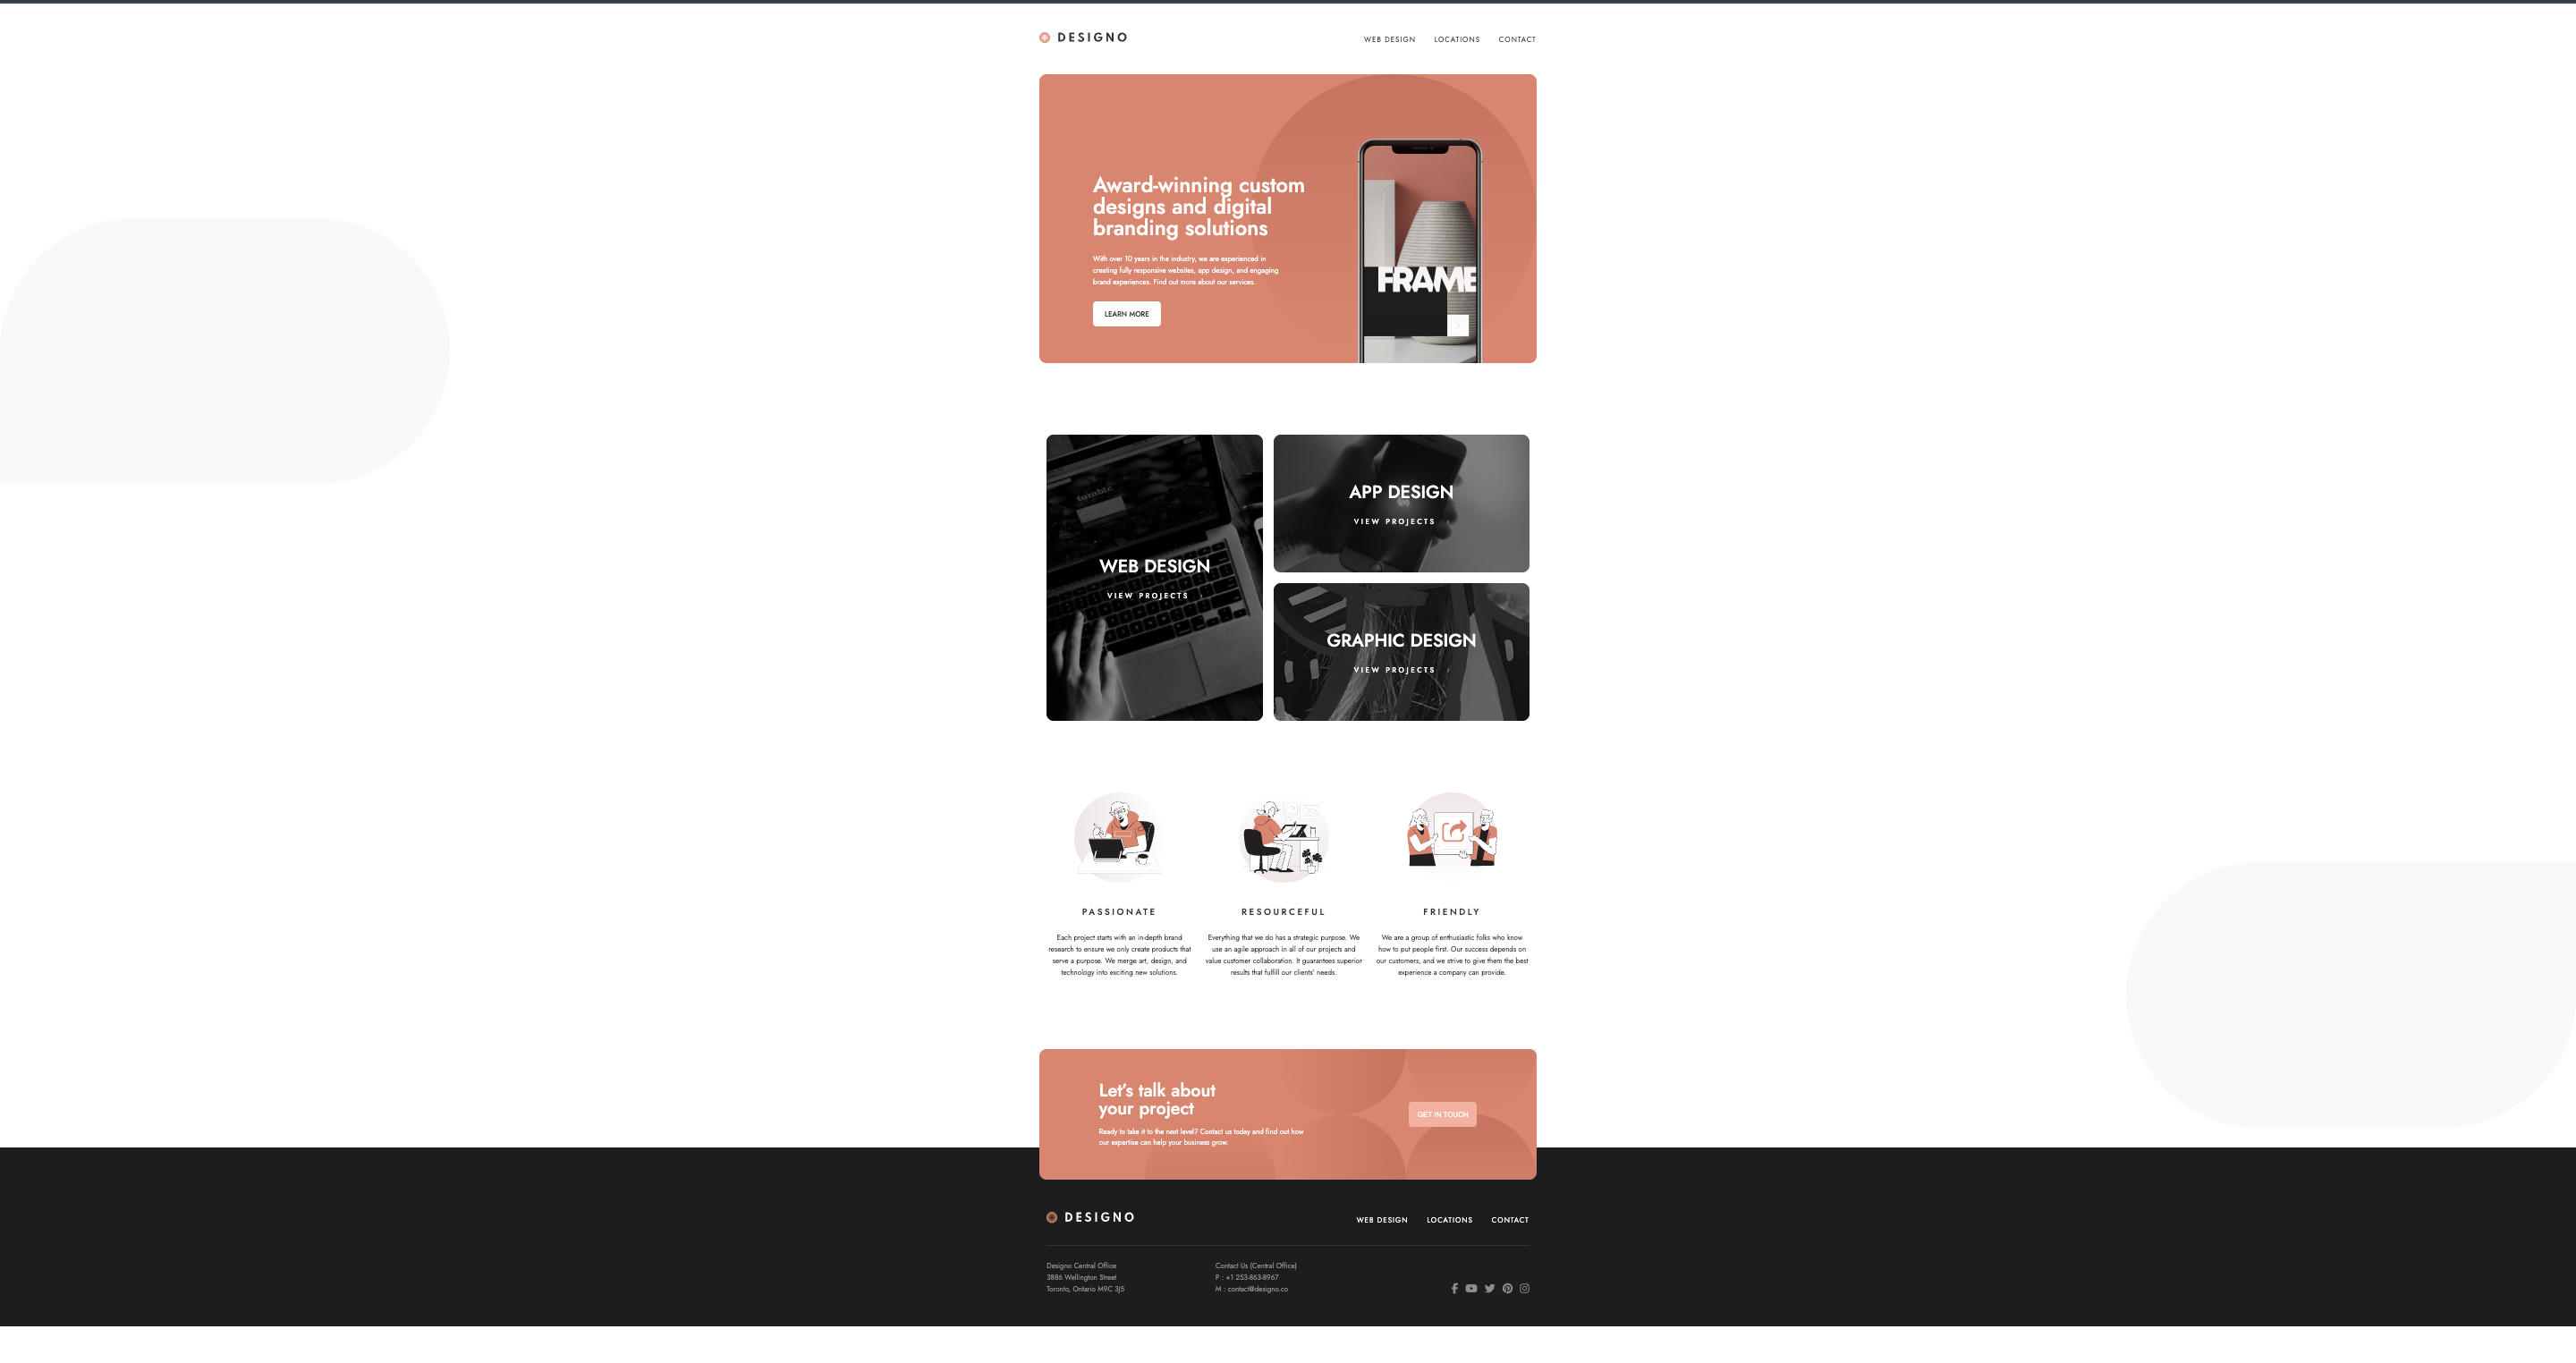 DESIGNO
WEB DESIGN LOCATIONS CONTACT
Award-winning custom
designs and digital
branding solutions
With over 10 years in the industry, we are experienced in
creating fully responsive websites, app design, and engaging
brand experiences. Find out more about our services.
LEARN MORE
FRAME
tumblr.
WEB DESIGN
VIEW PROJECTS
APP DESIGN
VIEW PROJECTS
GRAPHIC DESIGN
VIEW PROJECTS
PASSIONATE
Each project starts with an in-depth brand
research to ensure we only create products that
serve a purpose. We merge art, design, and
technology into exciting new solutions.
RESOURCEFUL
Everything that we do has a strategic purpose. We
use an agile approach in all of our projects and
value customer collaboration. It guarantees superior
results that fulfill our clients' needs.
FRIENDLY
We are a group of enthusiastic folks who know
how to put people first. Our success depends on
our customers, and we strive to give them the best
experience a company can provide.
Let's talk about
your project
Ready to take it to the next level? Contact us today and find out how
our expertise can help your business grow.
GET IN TOUCH
DESIGNO
WEB DESIGN LOCATIONS CONTACT
Designo Central Office
3886 Wellington Street
Toronto, Ontario M9C 3J5
Contact Us (Central Office)
P : +1 253-863-8967
M : contact@designo.co